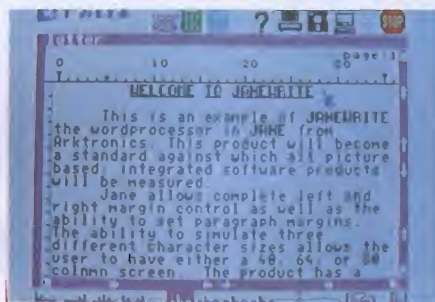 ? STOP
page:1
0 10 20 30
WELCOME TO JANEWRITE
This is an example of JANEWRITE
the wordprocessor in JANE from
Arktronics. This product will become
a standard against which all picture
based, integrated software products
will be measured.
Jane allows complete left and
right margin control as well as the
ability to set paragraph margins.
The ability to simulate three
different character sizes allows the
user to have either a 40, 64, or 80
colmnn screen. The product has a